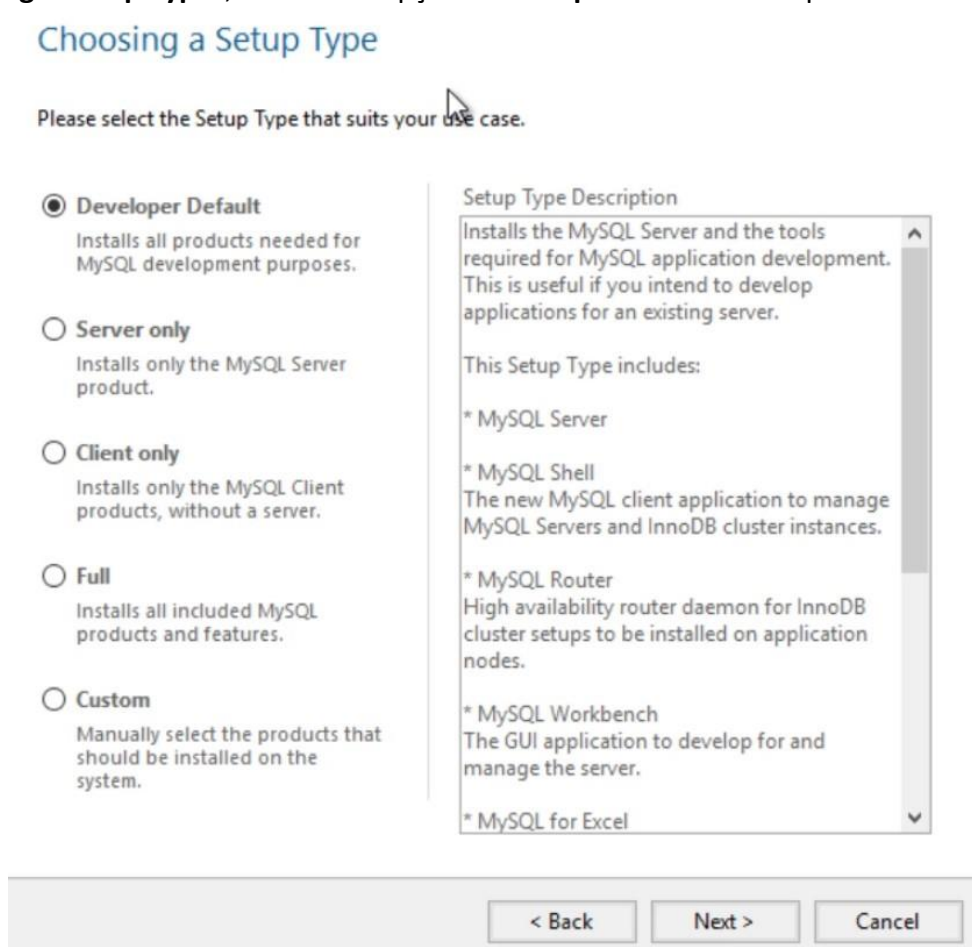 Choosing a Setup Type
Please select the Setup Type that suits your use case.
Developer Default
Installs all products needed for
MySQL development purposes.
Server only
Installs only the MySQL Server
product.
Client only
Installs only the MySQL Client
products, without a server.
Full
Installs all included MySQL
products and features.
Custom
Manually select the products that
should be installed on the
system.
Setup Type Description
Installs the MySQL Server and the tools
required for MySQL application development.
This is useful if you intend to develop
applications for an existing server.
This Setup Type includes:
* MySQL Server
* MySQL Shell
The new MySQL client application to manage
MySQL Servers and InnoDB cluster instances.
* MySQL Router
High availability router daemon for InnoDB
cluster setups to be installed on application
nodes.
* MySQL Workbench
The GUI application to develop for and
manage the server.
* MySQL for Excel
< Back
Next >
Cancel